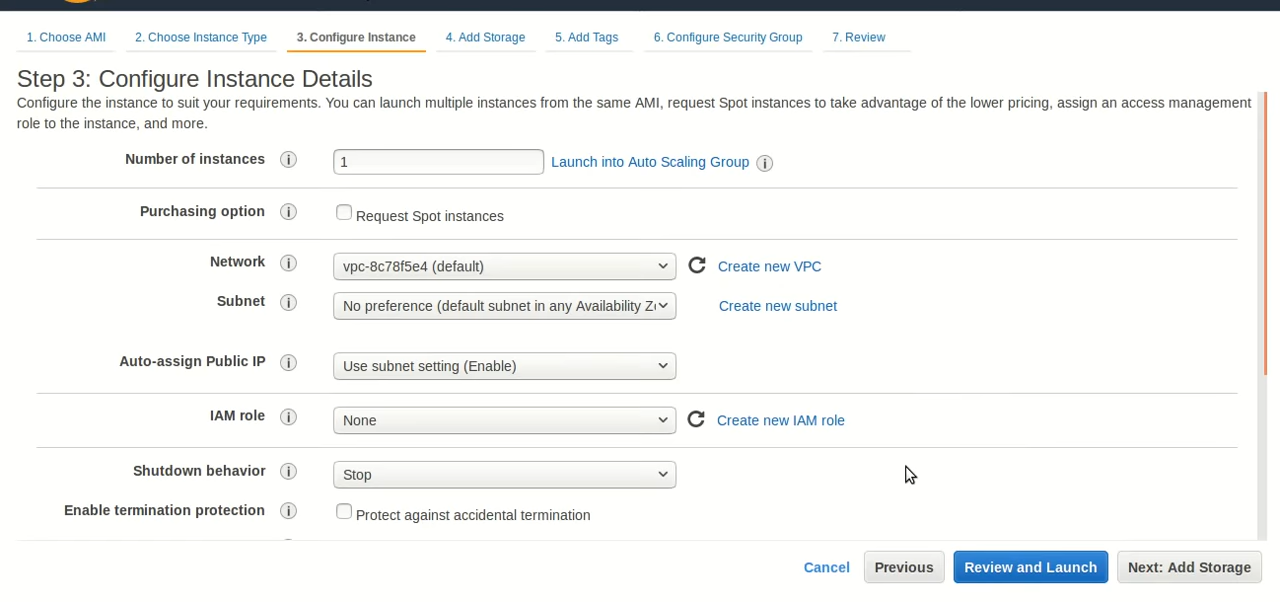 1. Choose AMI 2. Choose Instance Type 3. Configure Instance 4. Add Storage 5. Add Tags 6. Configure Security Group 7. Review
Step 3: Configure Instance Details
Configure the instance to suit your requirements. You can launch multiple instances from the same AMI, request Spot instances to take advantage of the lower pricing, assign an access management
role to the instance, and more.
Number of instances i 1 Launch into Auto Scaling Group i
Purchasing option i Request Spot instances
Network i vpc-8c78f5e4 (default) Create new VPC
Subnet i No preference (default subnet in any Availability Zo Create new subnet
Auto-assign Public IP i Use subnet setting (Enable)
IAM role i None Create new IAM role
Shutdown behavior i Stop
Enable termination protection i Protect against accidental termination
Cancel Previous Review and Launch Next: Add Storage